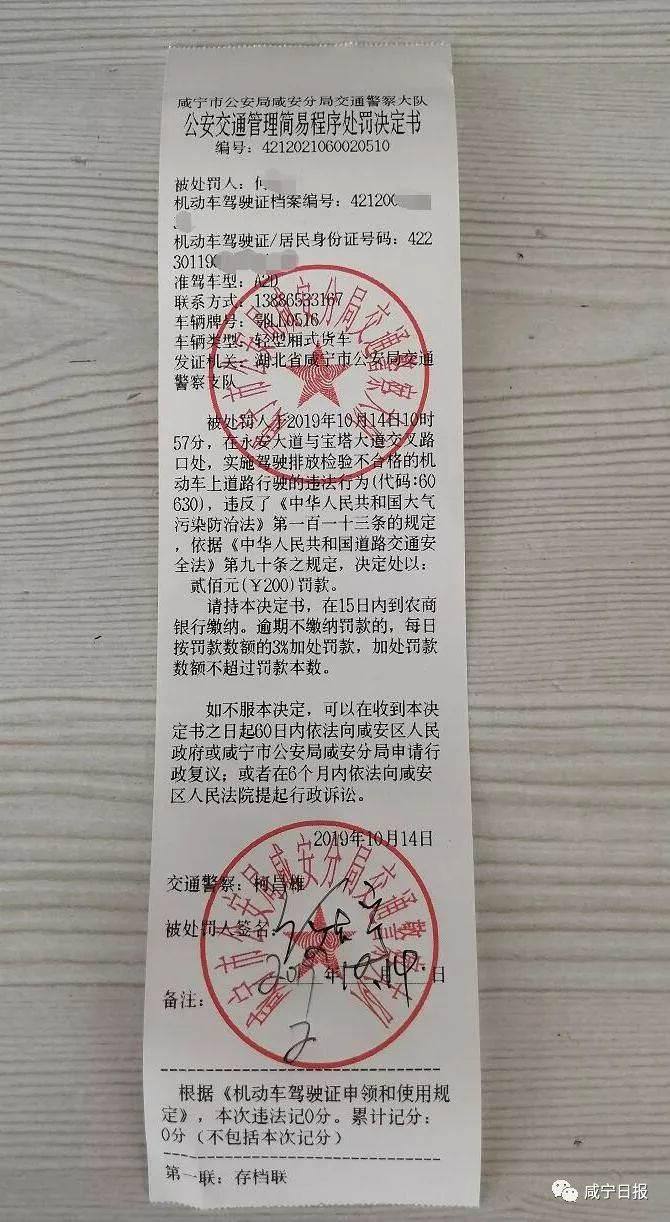 咸宁市公安局咸安分局交通警察大队
公安交通管理简易程序处罚决定书
编号：4212021060020510
被处罚人：何
机动车驾驶证档案编号：421200
机动车驾驶证/居民身份证号码：422
30119
准驾车型：A2D
联系方式：13886533167
车辆牌号：鄂L10516
车辆类型：轻型厢式货车
发证机关：湖北省咸宁市公安局交通
警察支队
被处罚人于2019年10月14日10时
57分，在永安大道与宝塔大道交叉路
口处，实施驾驶排放检验不合格的机
动车上道路行驶的违法行为(代码:60
630)，违反了《中华人民共和国大气
污染防治法》第一百一十三条的规定
，依据《中华人民共和国道路交通安
全法》第九十条之规定，决定处以：
贰佰元(￥200)罚款。
请持本决定书，在15日内到农商
银行缴纳。逾期不缴纳罚款的，每日
按罚款数额的3%加处罚款，加处罚款
数额不超过罚款本数。
如不服本决定，可以在收到本决
定书之日起60日内依法向咸安区人民
政府或咸宁市公安局咸安分局申请行
政复议；或者在6个月内依法向咸安
区人民法院提起行政诉讼。
2019年10月14日
交通警察：柯昌雄
被处罚人签名：
年10月14日
备注：
根据《机动车驾驶证申领和使用规
定》，本次违法记0分。累计记分：
0分（不包括本次记分）
第一联：存档联
咸宁日报